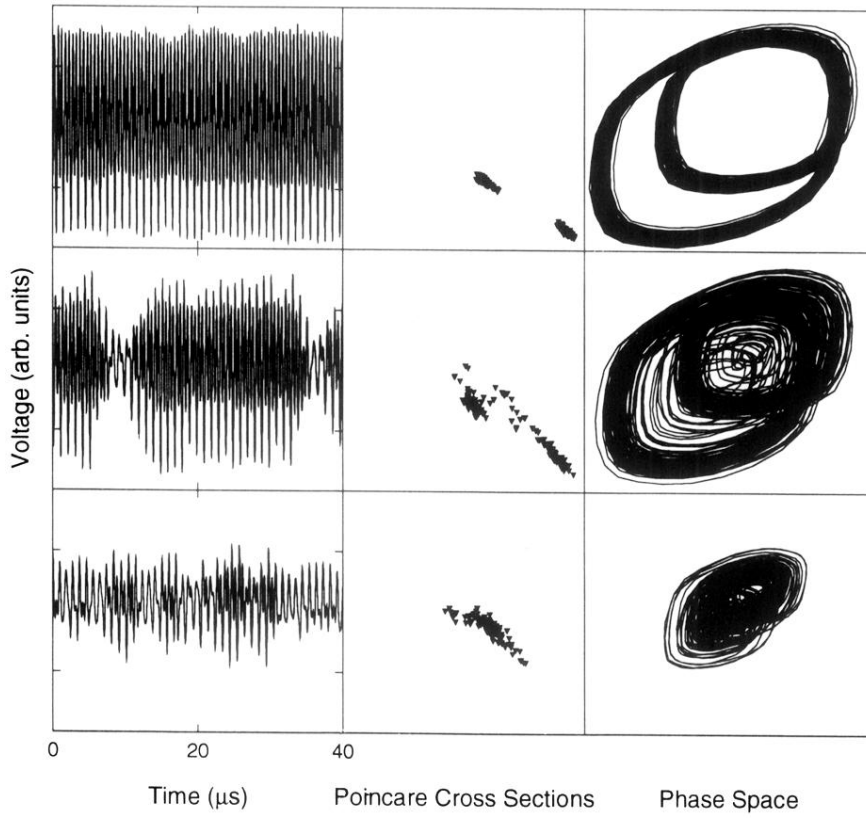 Voltage (arb. units)
0
20
40
Time (μs)
Poincare Cross Sections
Phase Space